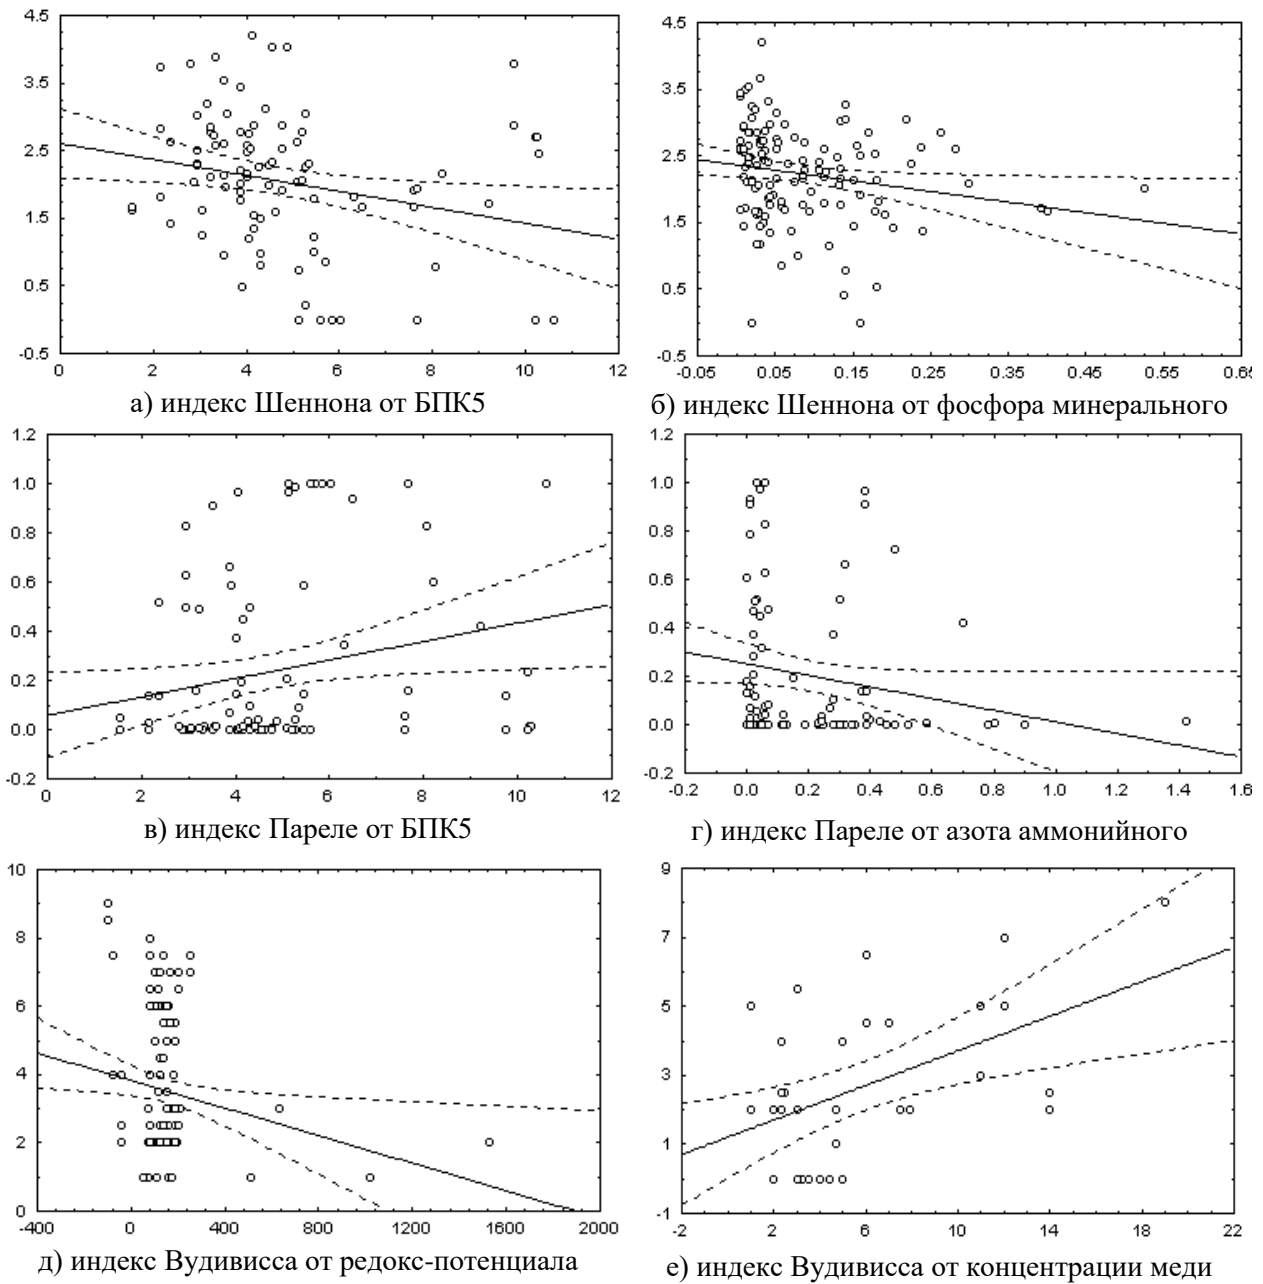 4.5 3.5 2.5 1.5 0.5 -0.5
0 2 4 6 8 10 12
а) индекс Шеннона от БПК5
4.5 3.5 2.5 1.5 0.5 -0.5
-0.05 0.05 0.15 0.25 0.35 0.45 0.55 0.65
б) индекс Шеннона от фосфора минерального
1.2 1.0 0.8 0.6 0.4 0.2 0.0 -0.2
0 2 4 6 8 10 12
в) индекс Пареле от БПК5
1.2 1.0 0.8 0.6 0.4 0.2 0.0 -0.2
-0.2 0.0 0.2 0.4 0.6 0.8 1.0 1.2 1.4 1.6
г) индекс Пареле от азота аммонийного
10 8 6 4 2 0
-400 0 400 800 1200 1600 2000
д) индекс Вудивисса от редокс-потенциала
9 7 5 3 1 -1
-2 2 6 10 14 18 22
е) индекс Вудивисса от концентрации меди